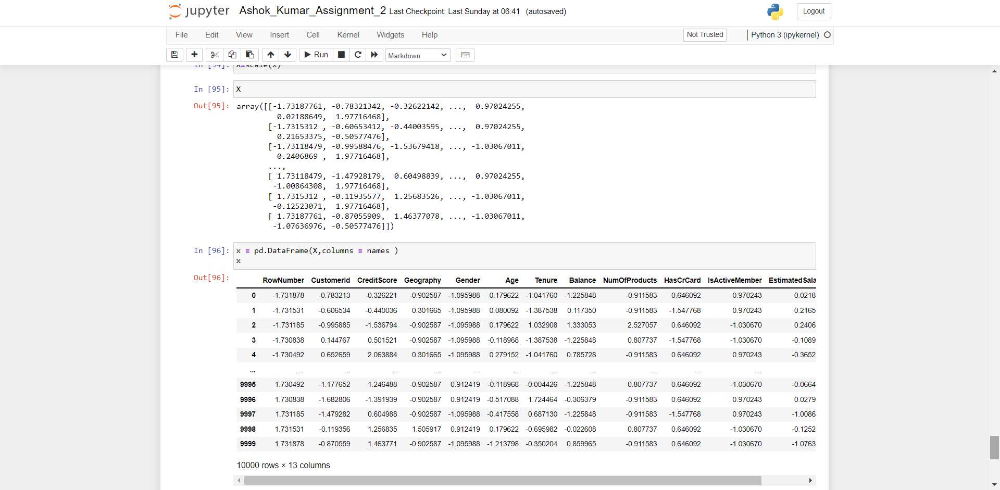 jupyter Ashok_Kumar_Assignment_2 Last Checkpoint: Last Sunday at 06:41 (autosaved) Logout
File Edit View Insert Cell Kernel Widgets Help Not Trusted Python 3 (ipykernel)
Run Markdown
In [94]: X=scale(x)
In [95]: X
Out[95]: array([[-1.73187761, -0.78321342, -0.32622142, ..., 0.97024255,
0.02188649, 1.97716468],
[-1.7315312 , -0.60653412, -0.44003595, ..., 0.97024255,
0.21653375, -0.50577476],
[-1.73118479, -0.99588476, -1.53679418, ..., -1.03067011,
0.2406869 , 1.97716468],
...,
[ 1.73118479, -1.47928179, 0.60498839, ..., 0.97024255,
-1.00864308, 1.97716468],
[ 1.7315312 , -0.11935577, 1.25683526, ..., -1.03067011,
-0.12523071, 1.97716468],
[ 1.73187761, -0.87055909, 1.46377078, ..., -1.03067011,
-1.07636976, -0.50577476]])
In [96]: x = pd.DataFrame(X,columns = names )
x
Out[96]:
RowNumber CustomerId CreditScore Geography Gender Age Tenure Balance NumOfProducts HasCrCard IsActiveMember EstimatedSala
0 -1.731878 -0.783213 -0.326221 -0.902587 -1.095988 0.179622 -1.041760 -1.225848 -0.911583 0.646092 0.970243 0.0218
1 -1.731531 -0.606534 -0.440036 0.301665 -1.095988 0.080092 -1.387538 0.117350 -0.911583 -1.547768 0.970243 0.2165
2 -1.731185 -0.995885 -1.536794 -0.902587 -1.095988 0.179622 1.032908 1.333053 2.527057 0.646092 -1.030670 0.2406
3 -1.730838 0.144767 0.501521 -0.902587 -1.095988 -0.118968 -1.387538 -1.225848 0.807737 -1.547768 -1.030670 -0.1089
4 -1.730492 0.652659 2.063884 0.301665 -1.095988 0.279152 -1.041760 0.785728 -0.911583 0.646092 0.970243 -0.3652
... ... ... ... ... ... ... ... ... ... ... ...
9995 1.730492 -1.177652 1.246488 -0.902587 0.912419 -0.118968 -0.004426 -1.225848 0.807737 0.646092 -1.030670 -0.0664
9996 1.730838 -1.682806 -1.391939 -0.902587 0.912419 -0.517088 1.724464 -0.306379 -0.911583 0.646092 0.970243 0.0279
9997 1.731185 -1.479282 0.604988 -0.902587 -1.095988 -0.417558 0.687130 -1.225848 -0.911583 -1.547768 0.970243 -1.0086
9998 1.731531 -0.119356 1.256835 1.505917 0.912419 0.179622 -0.695982 -0.022608 0.807737 0.646092 -1.030670 -0.1252
9999 1.731878 -0.870559 1.463771 -0.902587 -1.095988 -1.213798 -0.350204 0.859965 -0.911583 0.646092 -1.030670 -1.0763
10000 rows × 13 columns